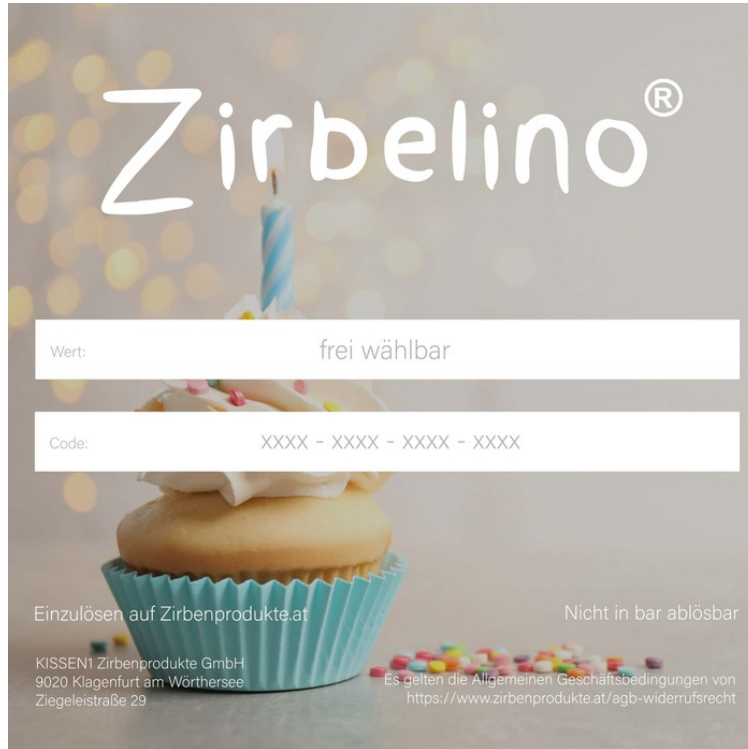 Zirbelino®
Wert: frei wählbar
Code: XXXX - XXXX - XXXX - XXXX
Einzulösen auf Zirbenprodukte.at
Nicht in bar ablösbar
KISSEN1 Zirbenprodukte GmbH
9020 Klagenfurt am Wörthersee
Ziegeleistraße 29
Es gelten die Allgemeinen Geschäftsbedingungen von
https://www.zirbenprodukte.at/agb-widerrufsrecht